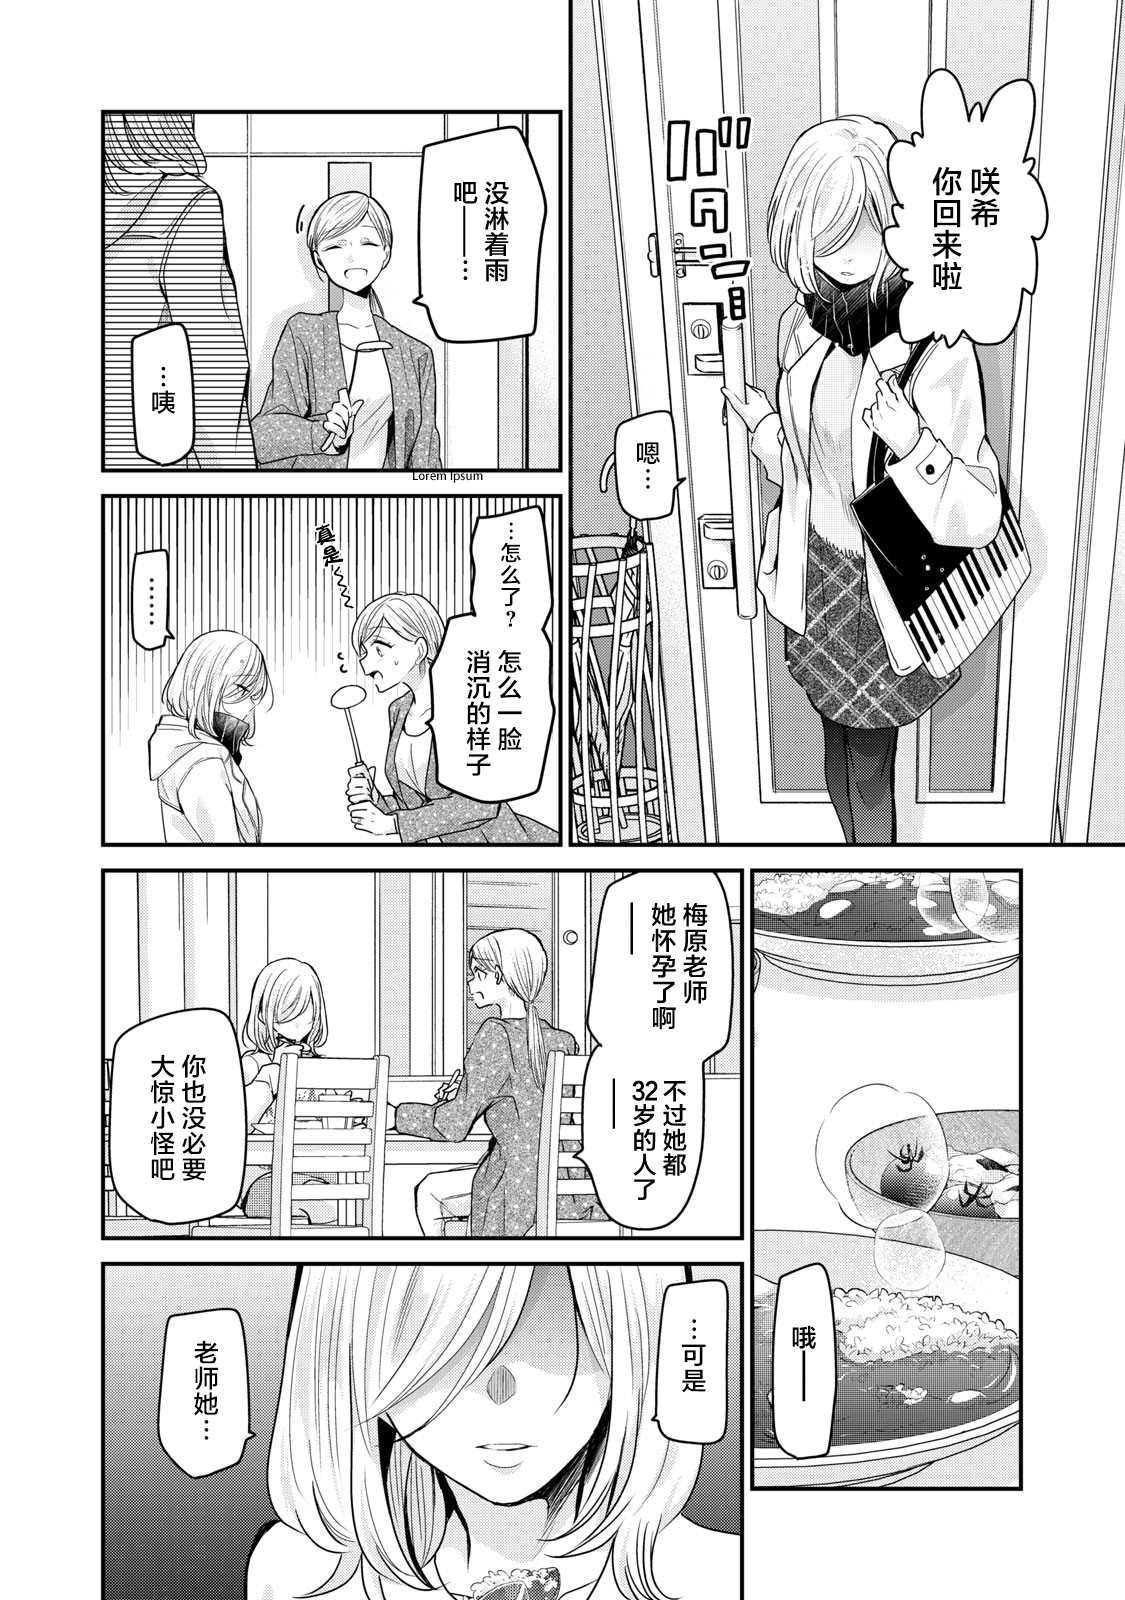 咲希
你回来啦
バタン
嗯…
没淋着雨
吧——…
…咦
Lorem Ipsum
…怎么了?
怎么一脸
消沉的样子
真是~
……
哦—
梅原老师
她怀孕了啊
——
不过她都
32岁的人了
——
你也没必要
大惊小怪吧
…可是
老师她…